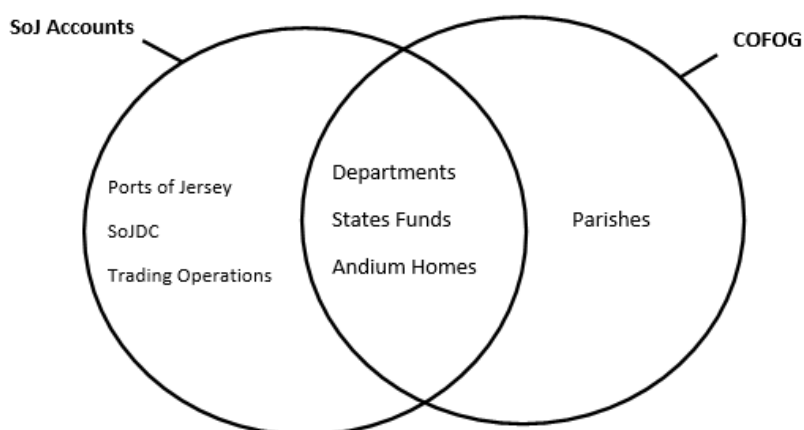 SoJ Accounts
COFOG
Ports of Jersey
SoJDC
Trading Operations
Departments
States Funds
Andium Homes
Parishes